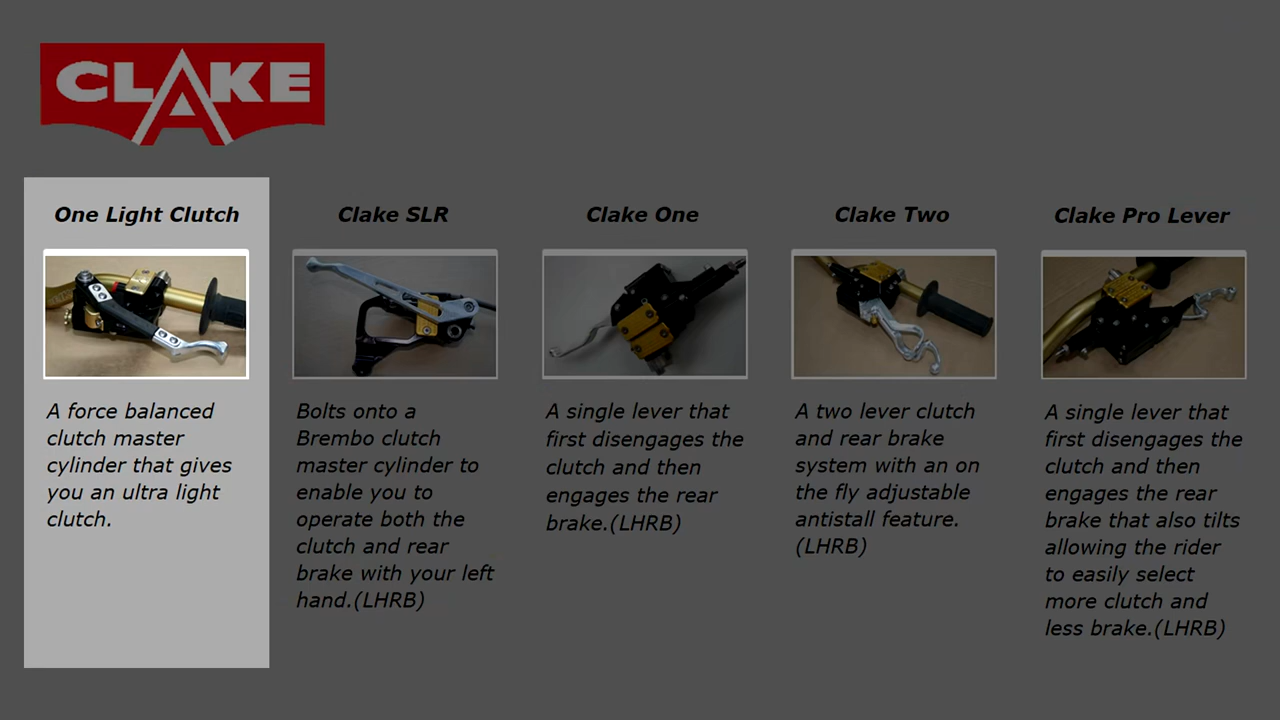 CLAKE
One Light Clutch
A force balanced
clutch master
cylinder that gives
you an ultra light
clutch.
Clake SLR
Bolts onto a
Brembo clutch
master cylinder to
enable you to
operate both the
clutch and rear
brake with your left
hand.(LHRB)
Clake One
A single lever that
first disengages the
clutch and then
engages the rear
brake.(LHRB)
Clake Two
A two lever clutch
and rear brake
system with an on
the fly adjustable
antistall feature.
(LHRB)
Clake Pro Lever
A single lever that
first disengages the
clutch and then
engages the rear
brake that also tilts
allowing the rider
to easily select
more clutch and
less brake.(LHRB)